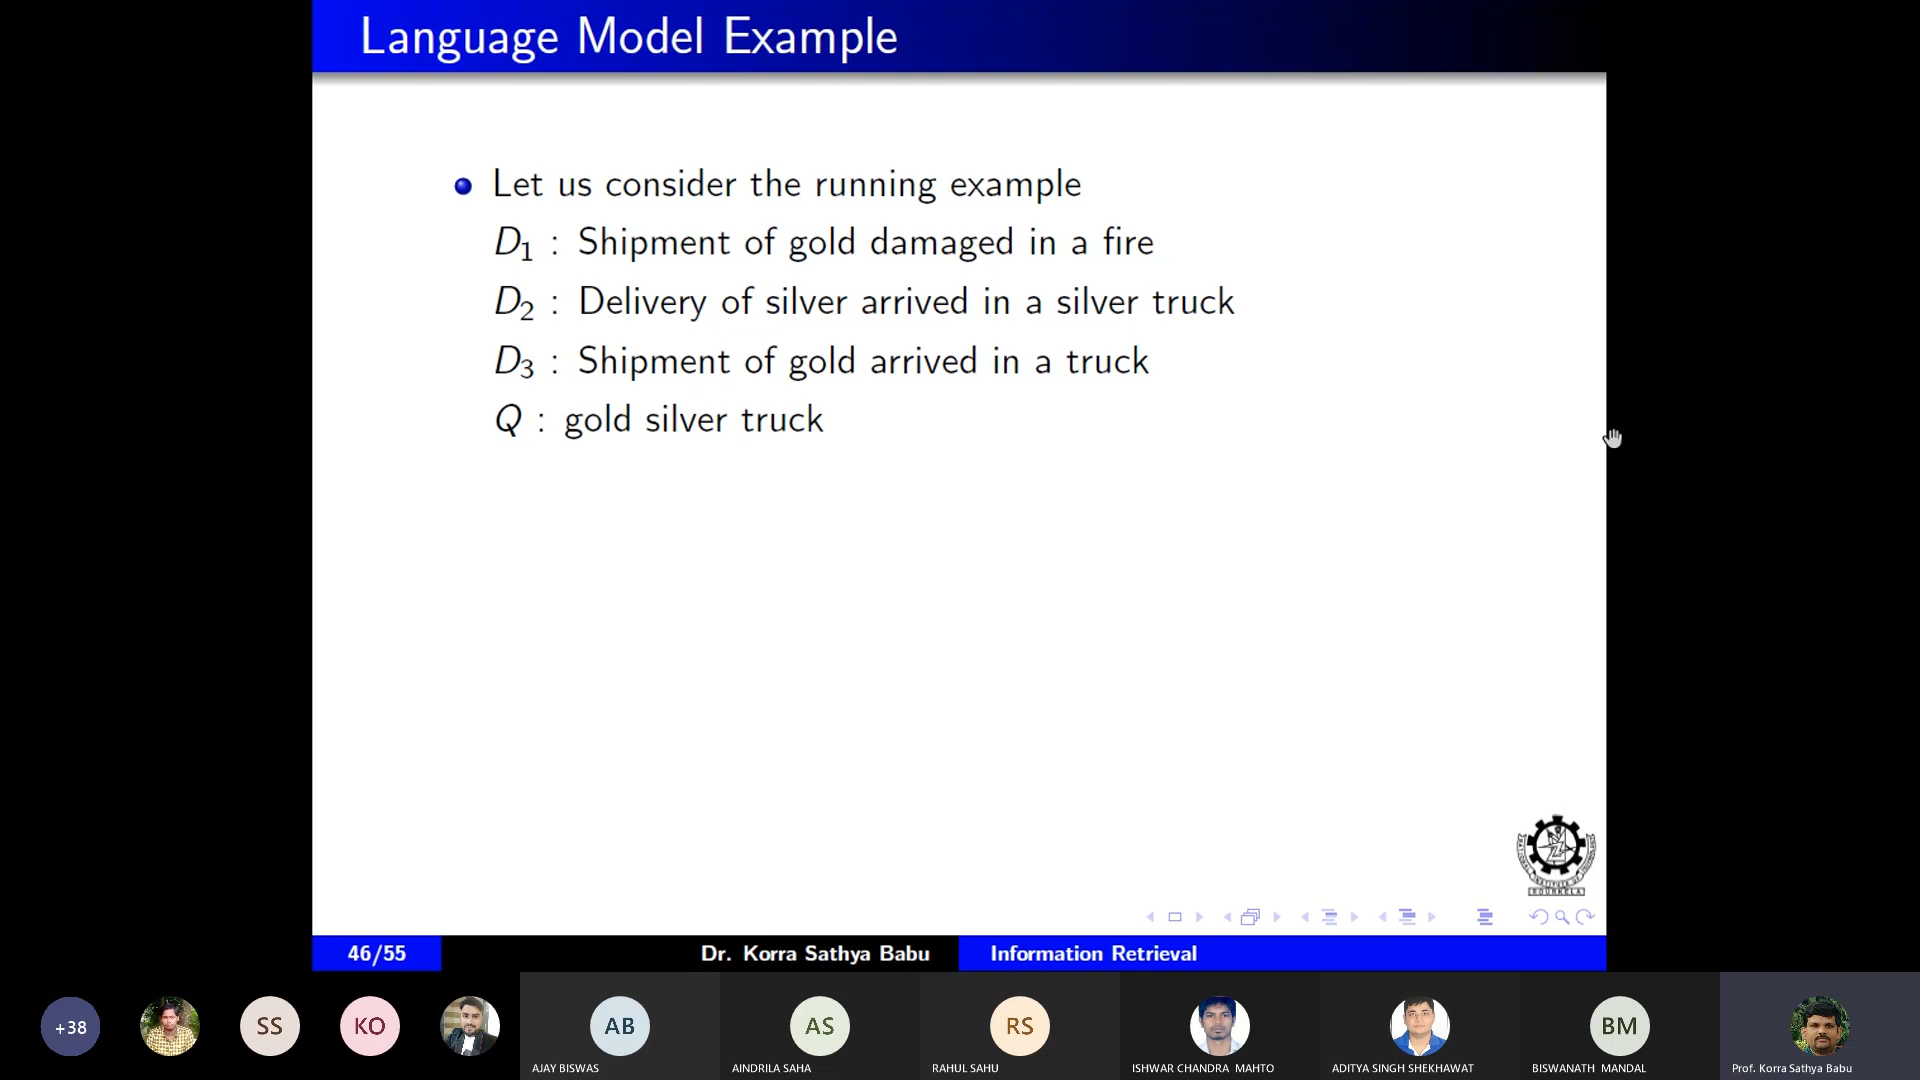 Language Model Example
Let us consider the running example
D1 : Shipment of gold damaged in a fire
D2 : Delivery of silver arrived in a silver truck
D3 : Shipment of gold arrived in a truck
Q : gold silver truck
46/55
Dr. Korra Sathya Babu
Information Retrieval
+38
SS
KO
AB
AS
RS
BM
AJAY BISWAS
AINDRILA SAHA
RAHUL SAHU
ISHWAR CHANDRA MAHTO
ADITYA SINGH SHEKHAWAT
BISWANATH MANDAL
Prof. Korra Sathya Babu